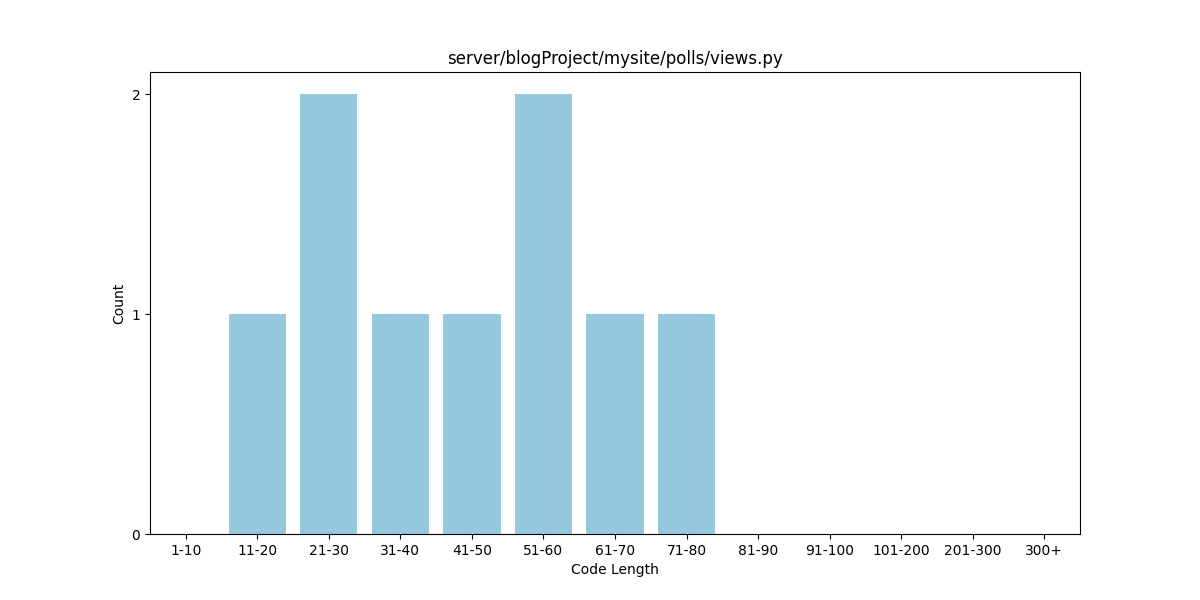 server/blogProject/mysite/polls/views.py
2
1
0
Count
1-10 11-20 21-30 31-40 41-50 51-60 61-70 71-80 81-90 91-100 101-200 201-300 300+
Code Length